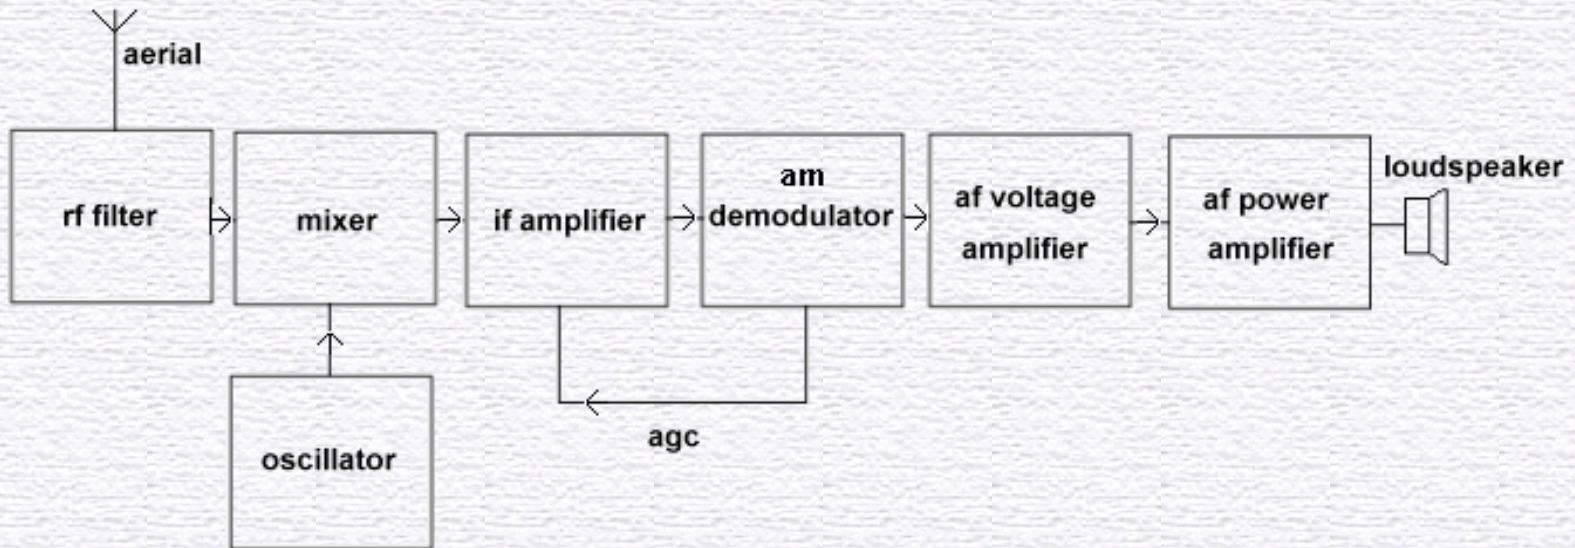 aerial
rf filter
mixer
if amplifier
am
demodulator
af voltage
amplifier
af power
amplifier
loudspeaker
oscillator
agc